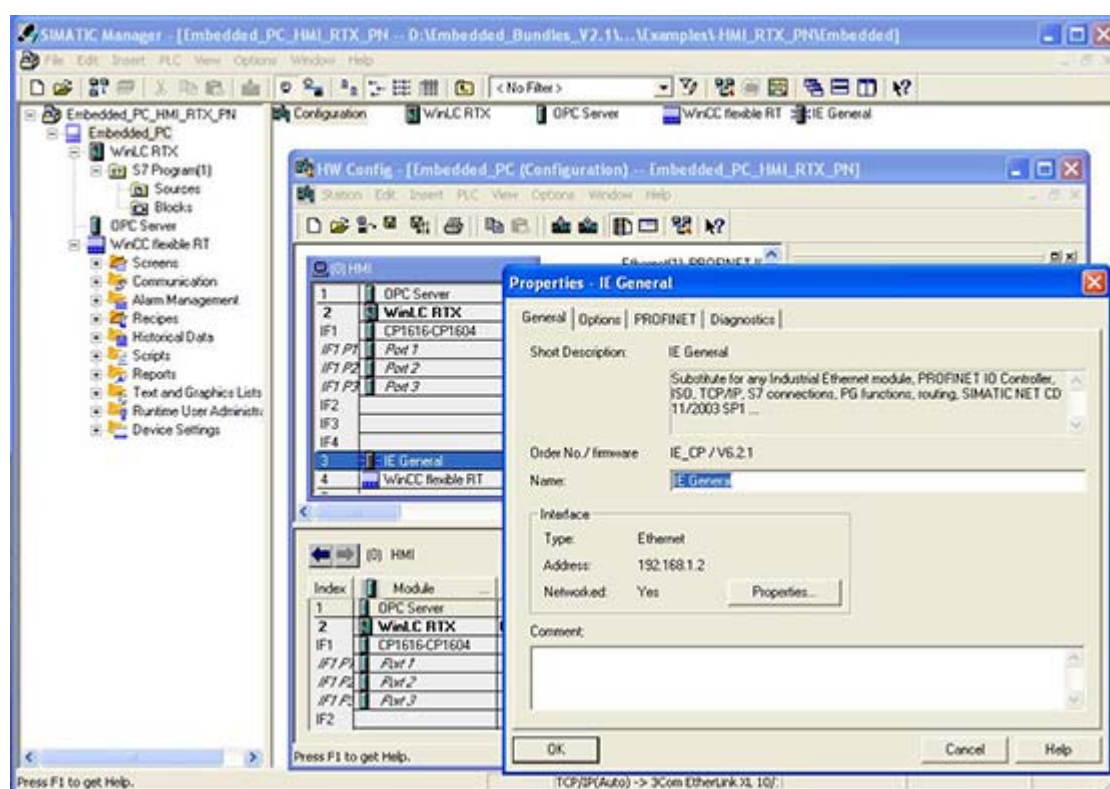 SIMATIC Manager - [Embedded_PC_HMI_RTX_PN -- D:\Embedded_Bundles_V2.1\...\Examples\HMI_RTX_PN\Embedded]
File Edit Insert PLC View Options Window Help
< No Filter >
Embedded_PC_HMI_RTX_PN
Embedded_PC
WinLC RTX
S7 Program(1)
Sources
Blocks
OPC Server
WinCC flexible RT
Screens
Communication
Alarm Management
Recipes
Historical Data
Scripts
Reports
Text and Graphics Lists
Runtime User Administr
Device Settings
Configuration WinLC RTX OPC Server WinCC flexible RT IE General
HW Config - [Embedded_PC (Configuration) -- Embedded_PC_HMI_RTX_PN]
Station Edit Insert PLC View Options Window Help
(0) HMI
1 OPC Server
2 WinLC RTX
IF1 CP1616-CP1604
IF1 P1 Port 1
IF1 P2 Port 2
IF1 P3 Port 3
IF2
IF3
IF4
3 IE General
4 WinCC flexible RT
(0) HMI
Index Module ...
1 OPC Server
2 WinLC RTX
IF1 CP1616-CP1604
IF1 P1 Port 1
IF1 P2 Port 2
IF1 P3 Port 3
IF2
Press F1 to get Help.
Properties - IE General
General Options PROFINET Diagnostics
Short Description: IE General
Substitute for any Industrial Ethernet module, PROFINET IO Controller,
ISO, TCP/IP, S7 connections, PG functions, routing, SIMATIC NET CD
11/2003 SP1 ...
Order No./ firmware IE_CP / V6.2.1
Name: IE General
Interface
Type: Ethernet
Address: 192.168.1.2
Networked: Yes Properties...
Comment:
OK Cancel Help
Press F1 to get Help. TCP/IP(Auto) -> 3Com EtherLink XL 10/